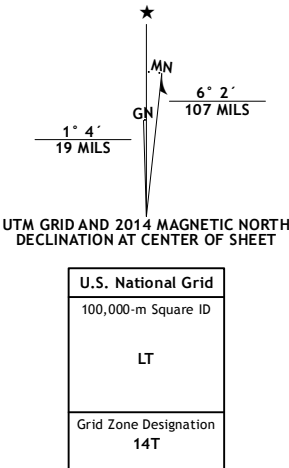 ★
MN
GN
6° 2´
107 MILS
1° 4´
19 MILS
UTM GRID AND 2014 MAGNETIC NORTH
DECLINATION AT CENTER OF SHEET
U.S. National Grid
100,000-m Square ID
LT
Grid Zone Designation
14T